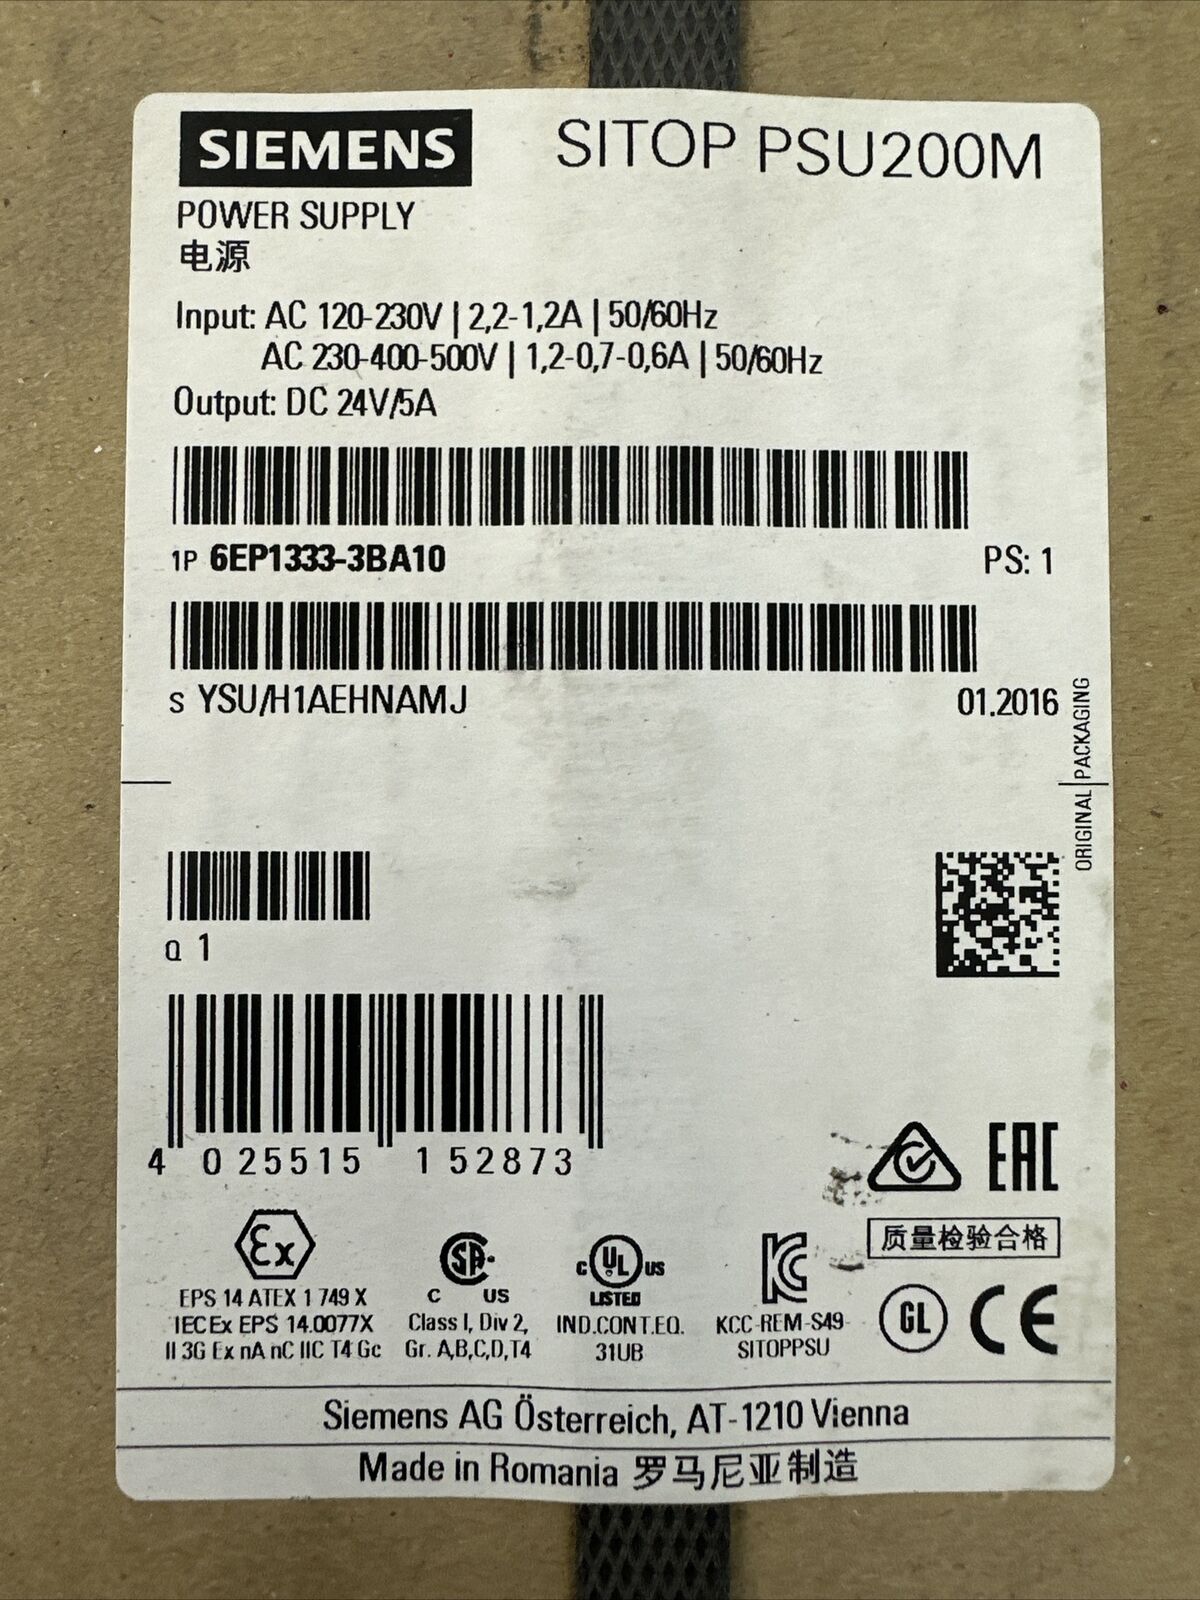 SIEMENS SITOP PSU200M
POWER SUPPLY
电源
Input: AC 120-230V | 2,2-1,2A | 50/60Hz
AC 230-400-500V | 1,2-0,7-0,6A | 50/60Hz
Output: DC 24V/5A
1P 6EP1333-3BA10 PS: 1
S YSU/H1AEHNAMJ 01.2016
ORIGINAL PACKAGING
Q 1
4 025515 152873
EAC
质量检验合格
Ex
EPS 14 ATEX 1 749 X
IECEx EPS 14.0077X
II 3G Ex nA nC IIC T4 Gc
SA
C US
Class I, Div 2,
Gr. A,B,C,D,T4
C UL US
LISTED
IND.CONT.EQ.
31UB
KC
KCC-REM-S49-
SITOPPSU
GL CE
Siemens AG Österreich, AT-1210 Vienna
Made in Romania 罗马尼亚制造